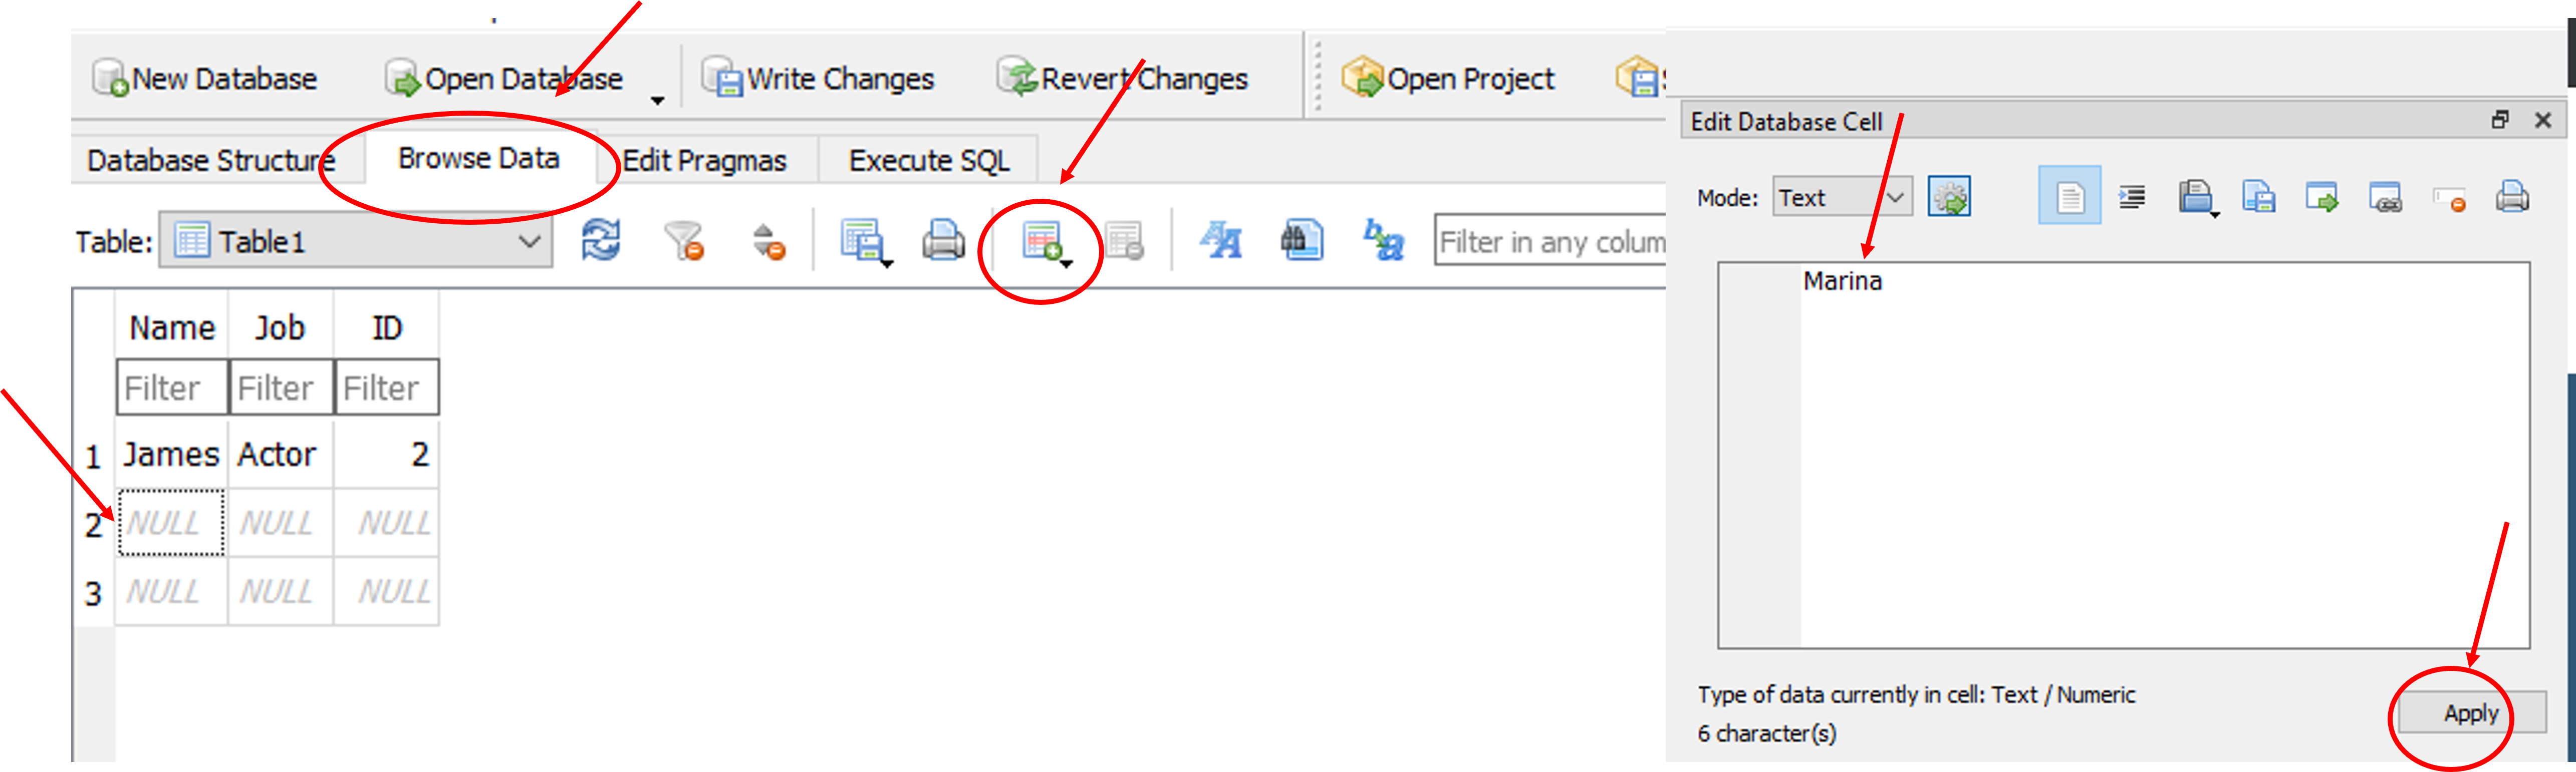 New Database Open Database Write Changes Revert Changes Open Project
Database Structure Browse Data Edit Pragmas Execute SQL
Table: Table1 Filter in any colum
Name Job ID
Filter Filter Filter
1 James Actor 2
2 NULL NULL NULL
3 NULL NULL NULL
Edit Database Cell
Mode: Text
Marina
Type of data currently in cell: Text / Numeric
6 character(s)
Apply